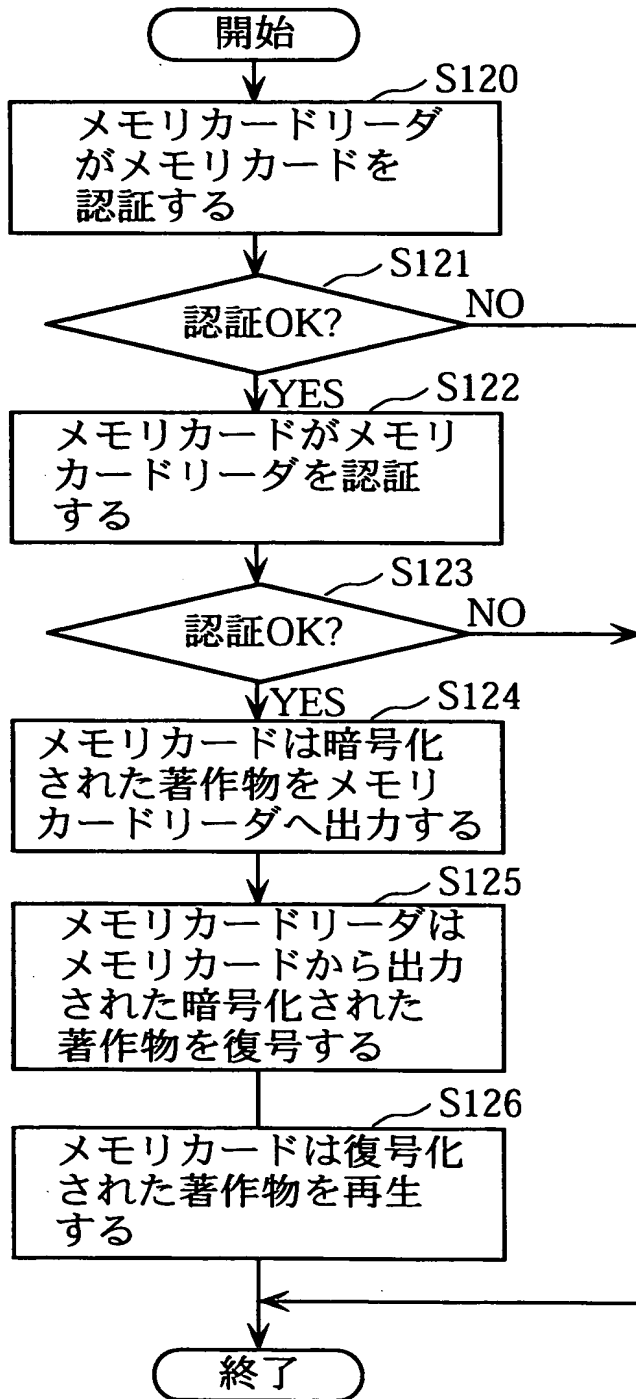 開始
S120
メモリカードリーダ
がメモリカードを
認証する
S121
認証OK?
NO
YES
S122
メモリカードがメモリ
カードリーダを認証
する
S123
認証OK?
NO
YES
S124
メモリカードは暗号化
された著作物をメモリ
カードリーダへ出力する
S125
メモリカードリーダは
メモリカードから出力
された暗号化された
著作物を復号する
S126
メモリカードは復号化
された著作物を再生
する
終了